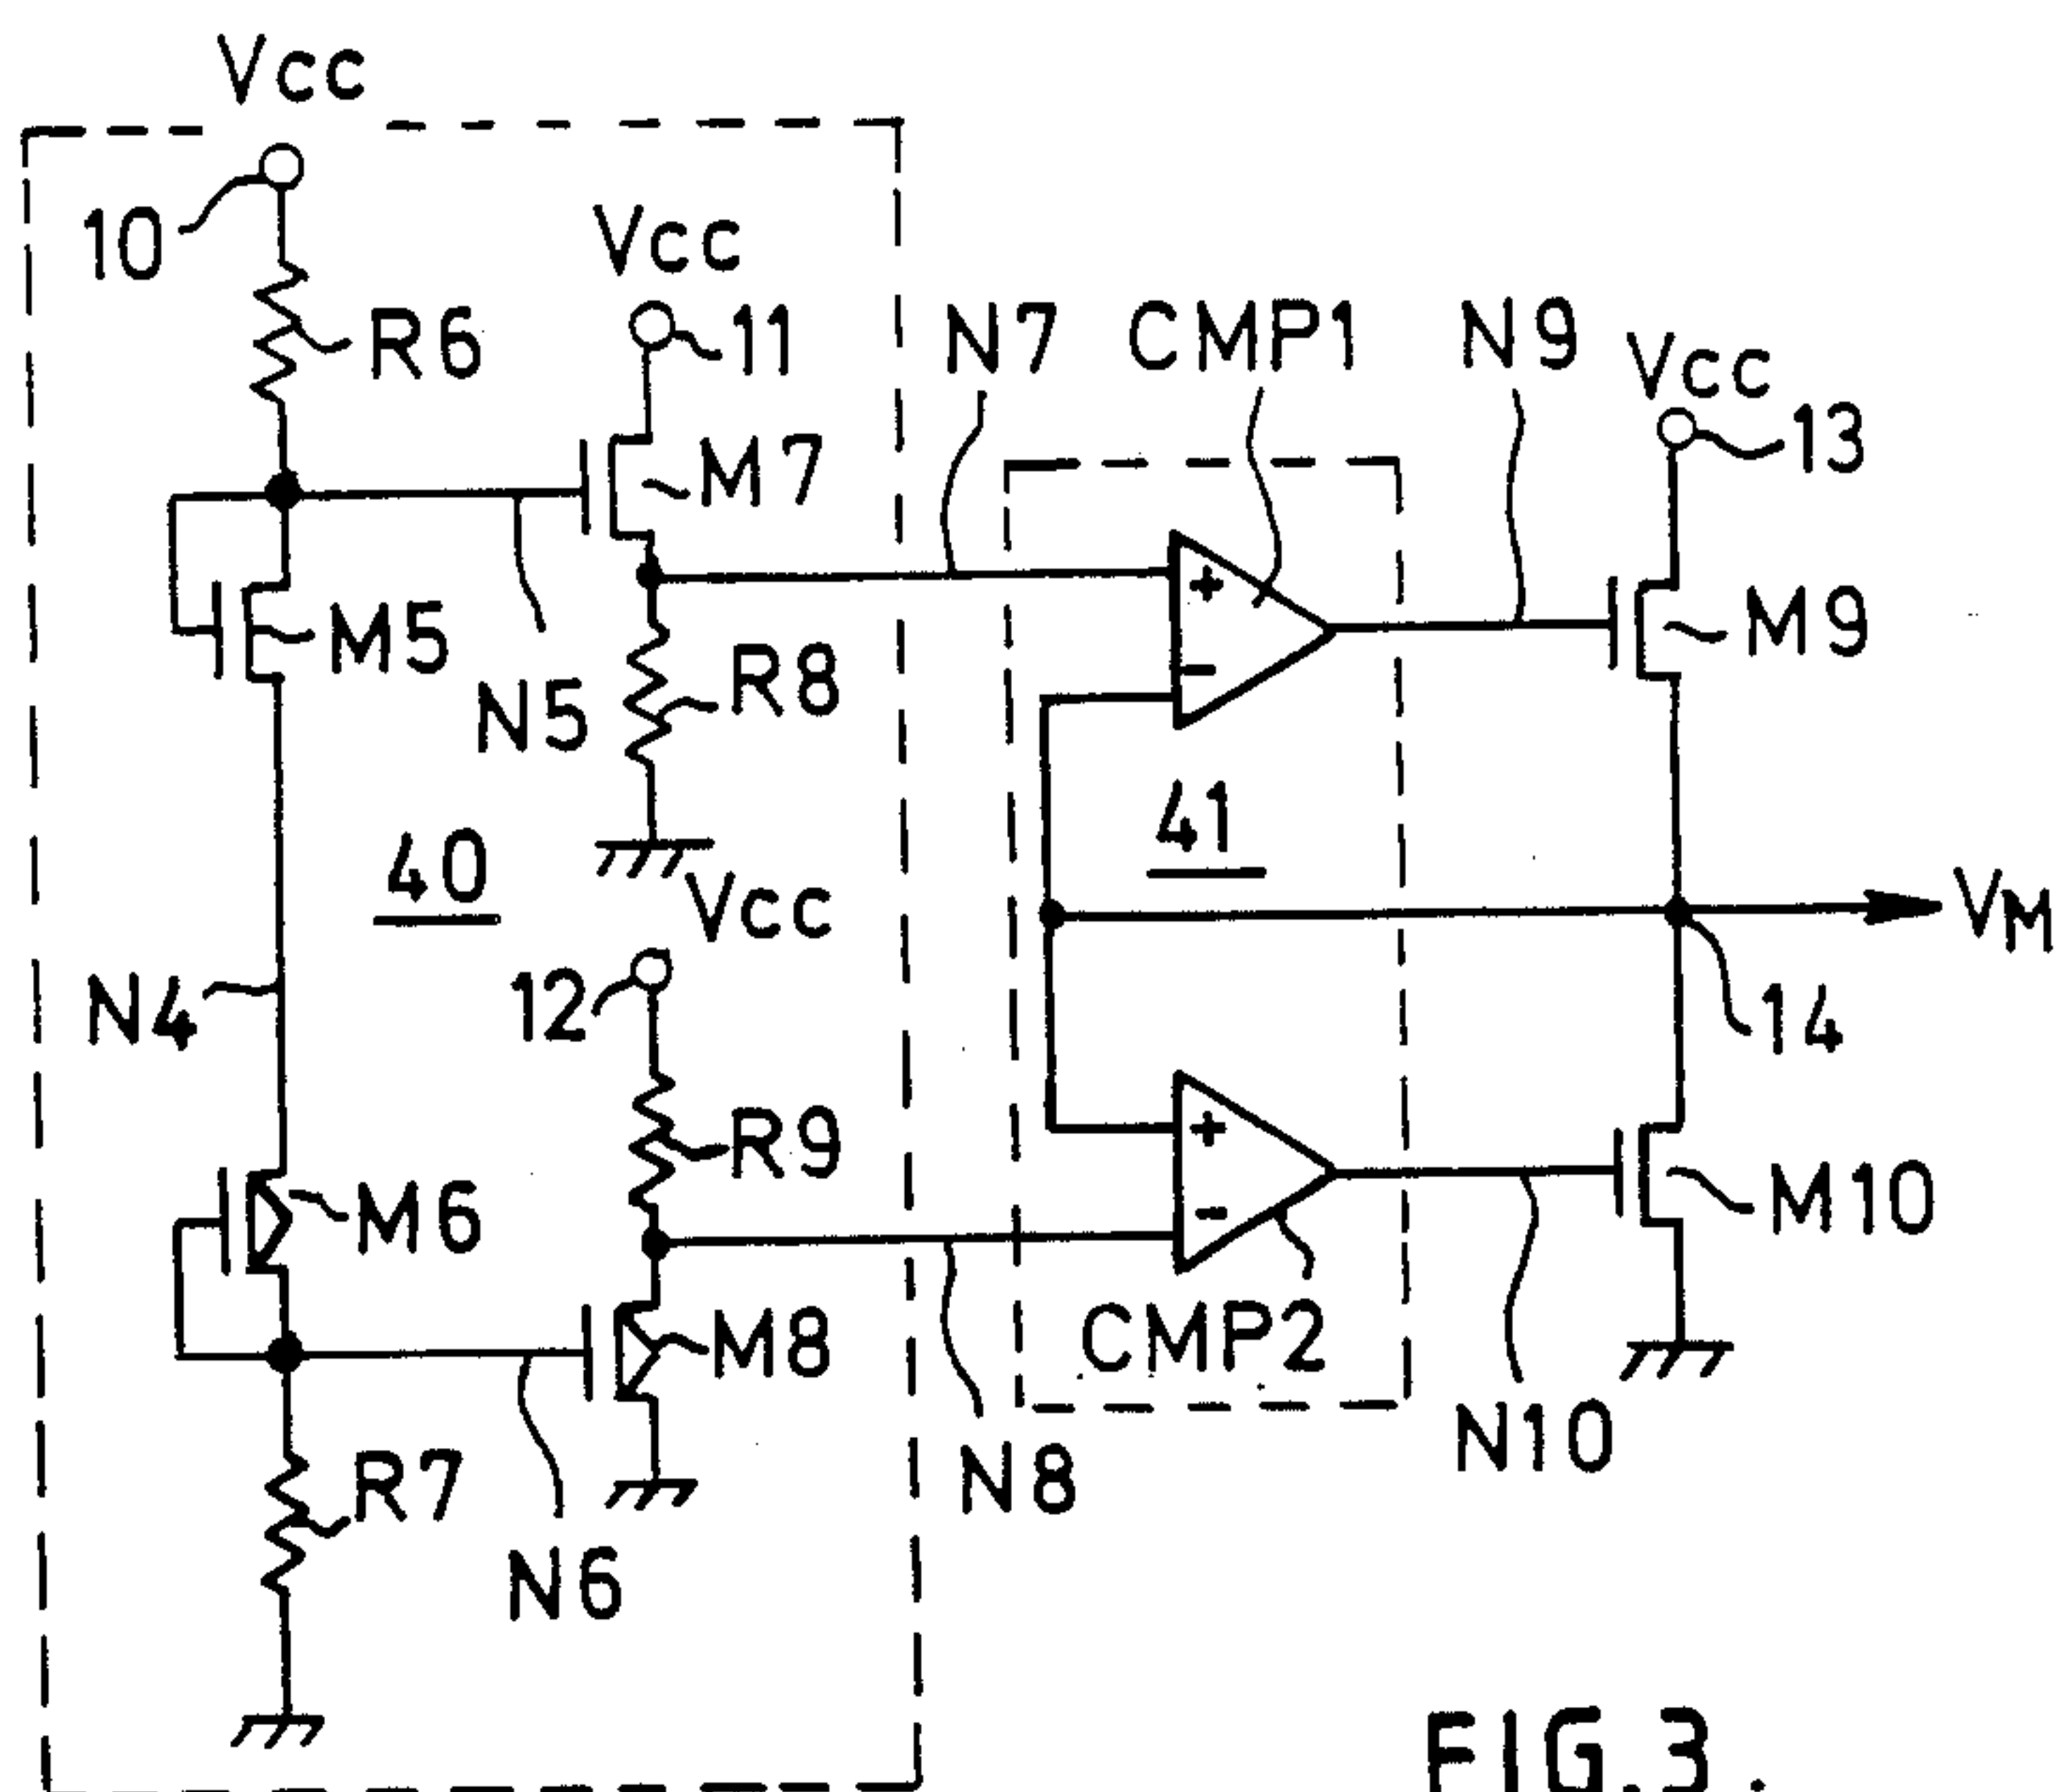 Vcc
10
R6
Vcc
11
M7
N7
CMP1
N9
Vcc
13
M5
N5
R8
+
-
M9
41
40
Vcc
VM
N4
12
14
R9
+
-
M6
M8
M10
CMP2
N10
R7
N8
N6
FIG.3.